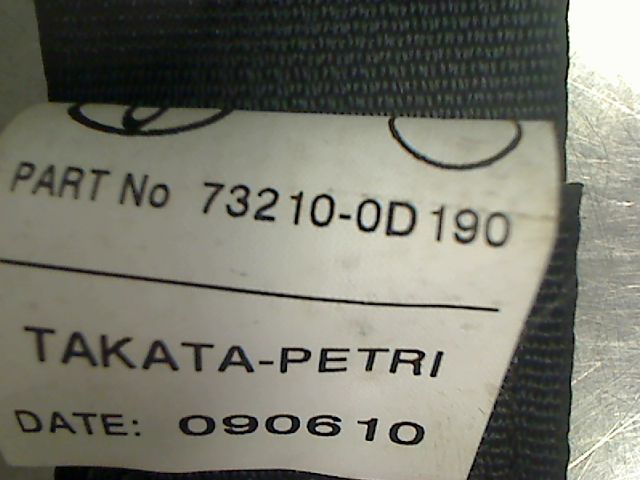 PART No 73210-0D190
TAKATA-PETRI
DATE: 090610